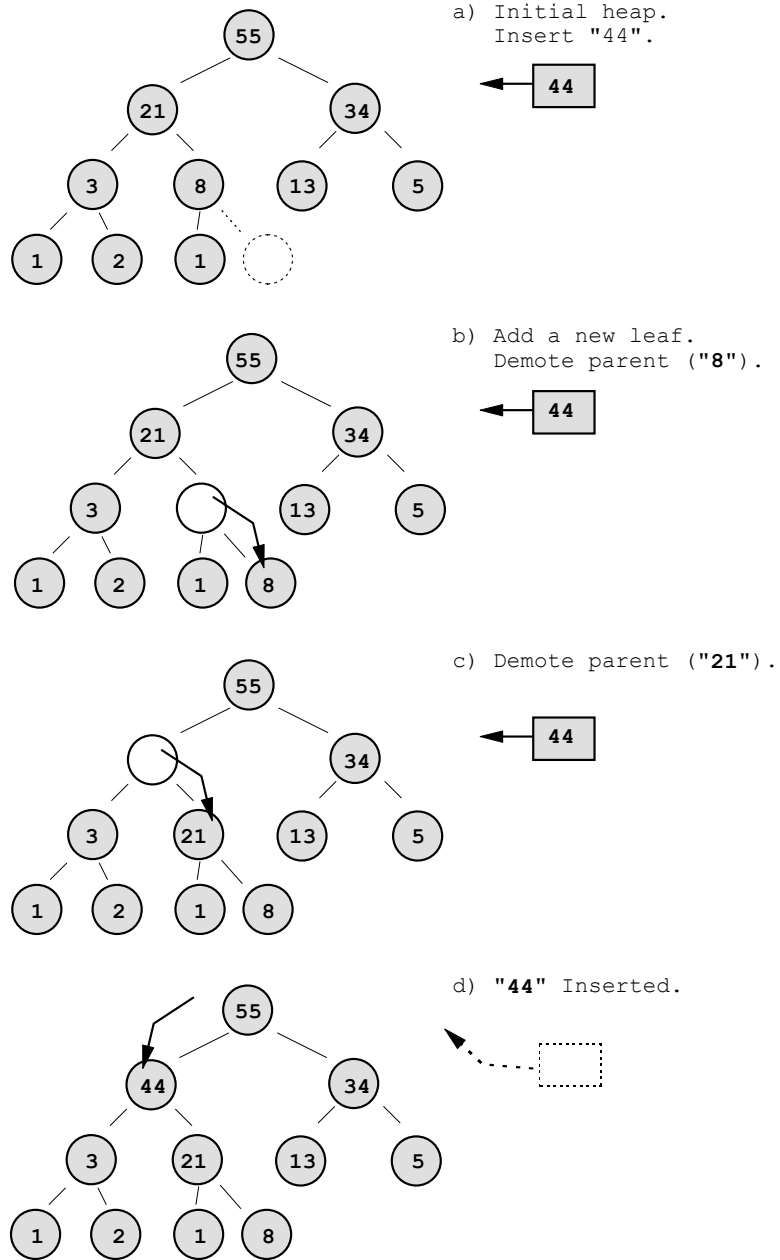 a) Initial heap.
Insert "44".
55
44
21 34
3 8 13 5
1 2 1
b) Add a new leaf.
Demote parent ("8").
55
44
21 34
3 13 5
1 2 1 8
c) Demote parent ("21").
55
44
34
3 21 13 5
1 2 1 8
d) "44" Inserted.
55
44 34
3 21 13 5
1 2 1 8